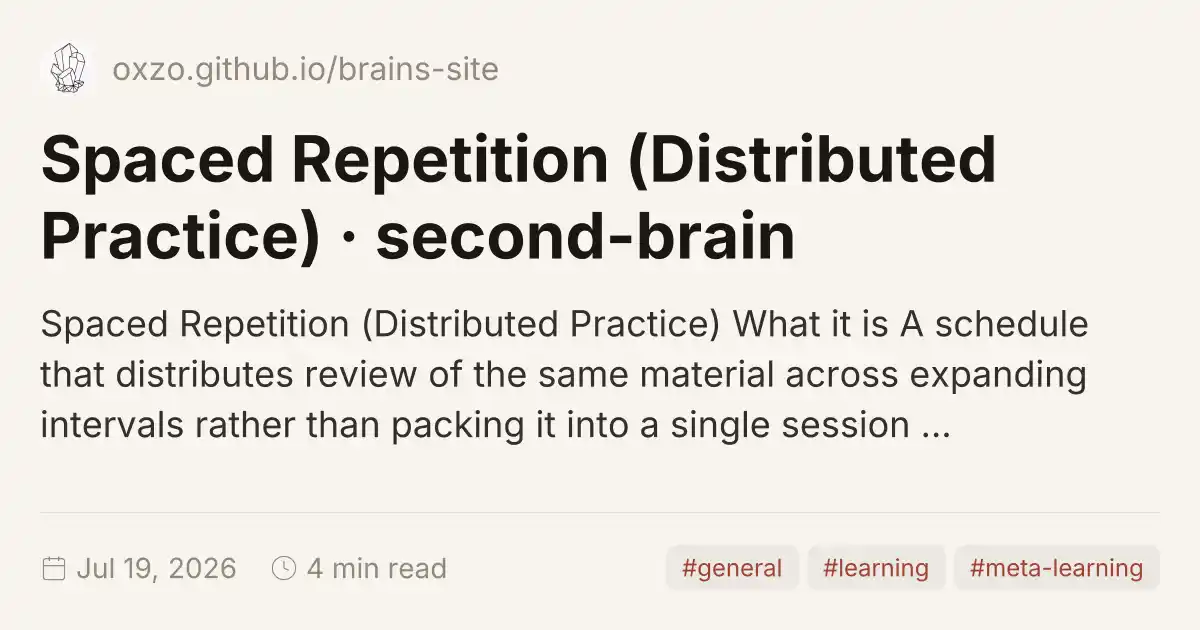 oxzo.github.io/brains-site
Spaced Repetition (Distributed
Practice) · second-brain
Spaced Repetition (Distributed Practice) What it is A schedule
that distributes review of the same material across expanding
intervals rather than packing it into a single session ...
Jul 19, 2026 4 min read #general #learning #meta-learning